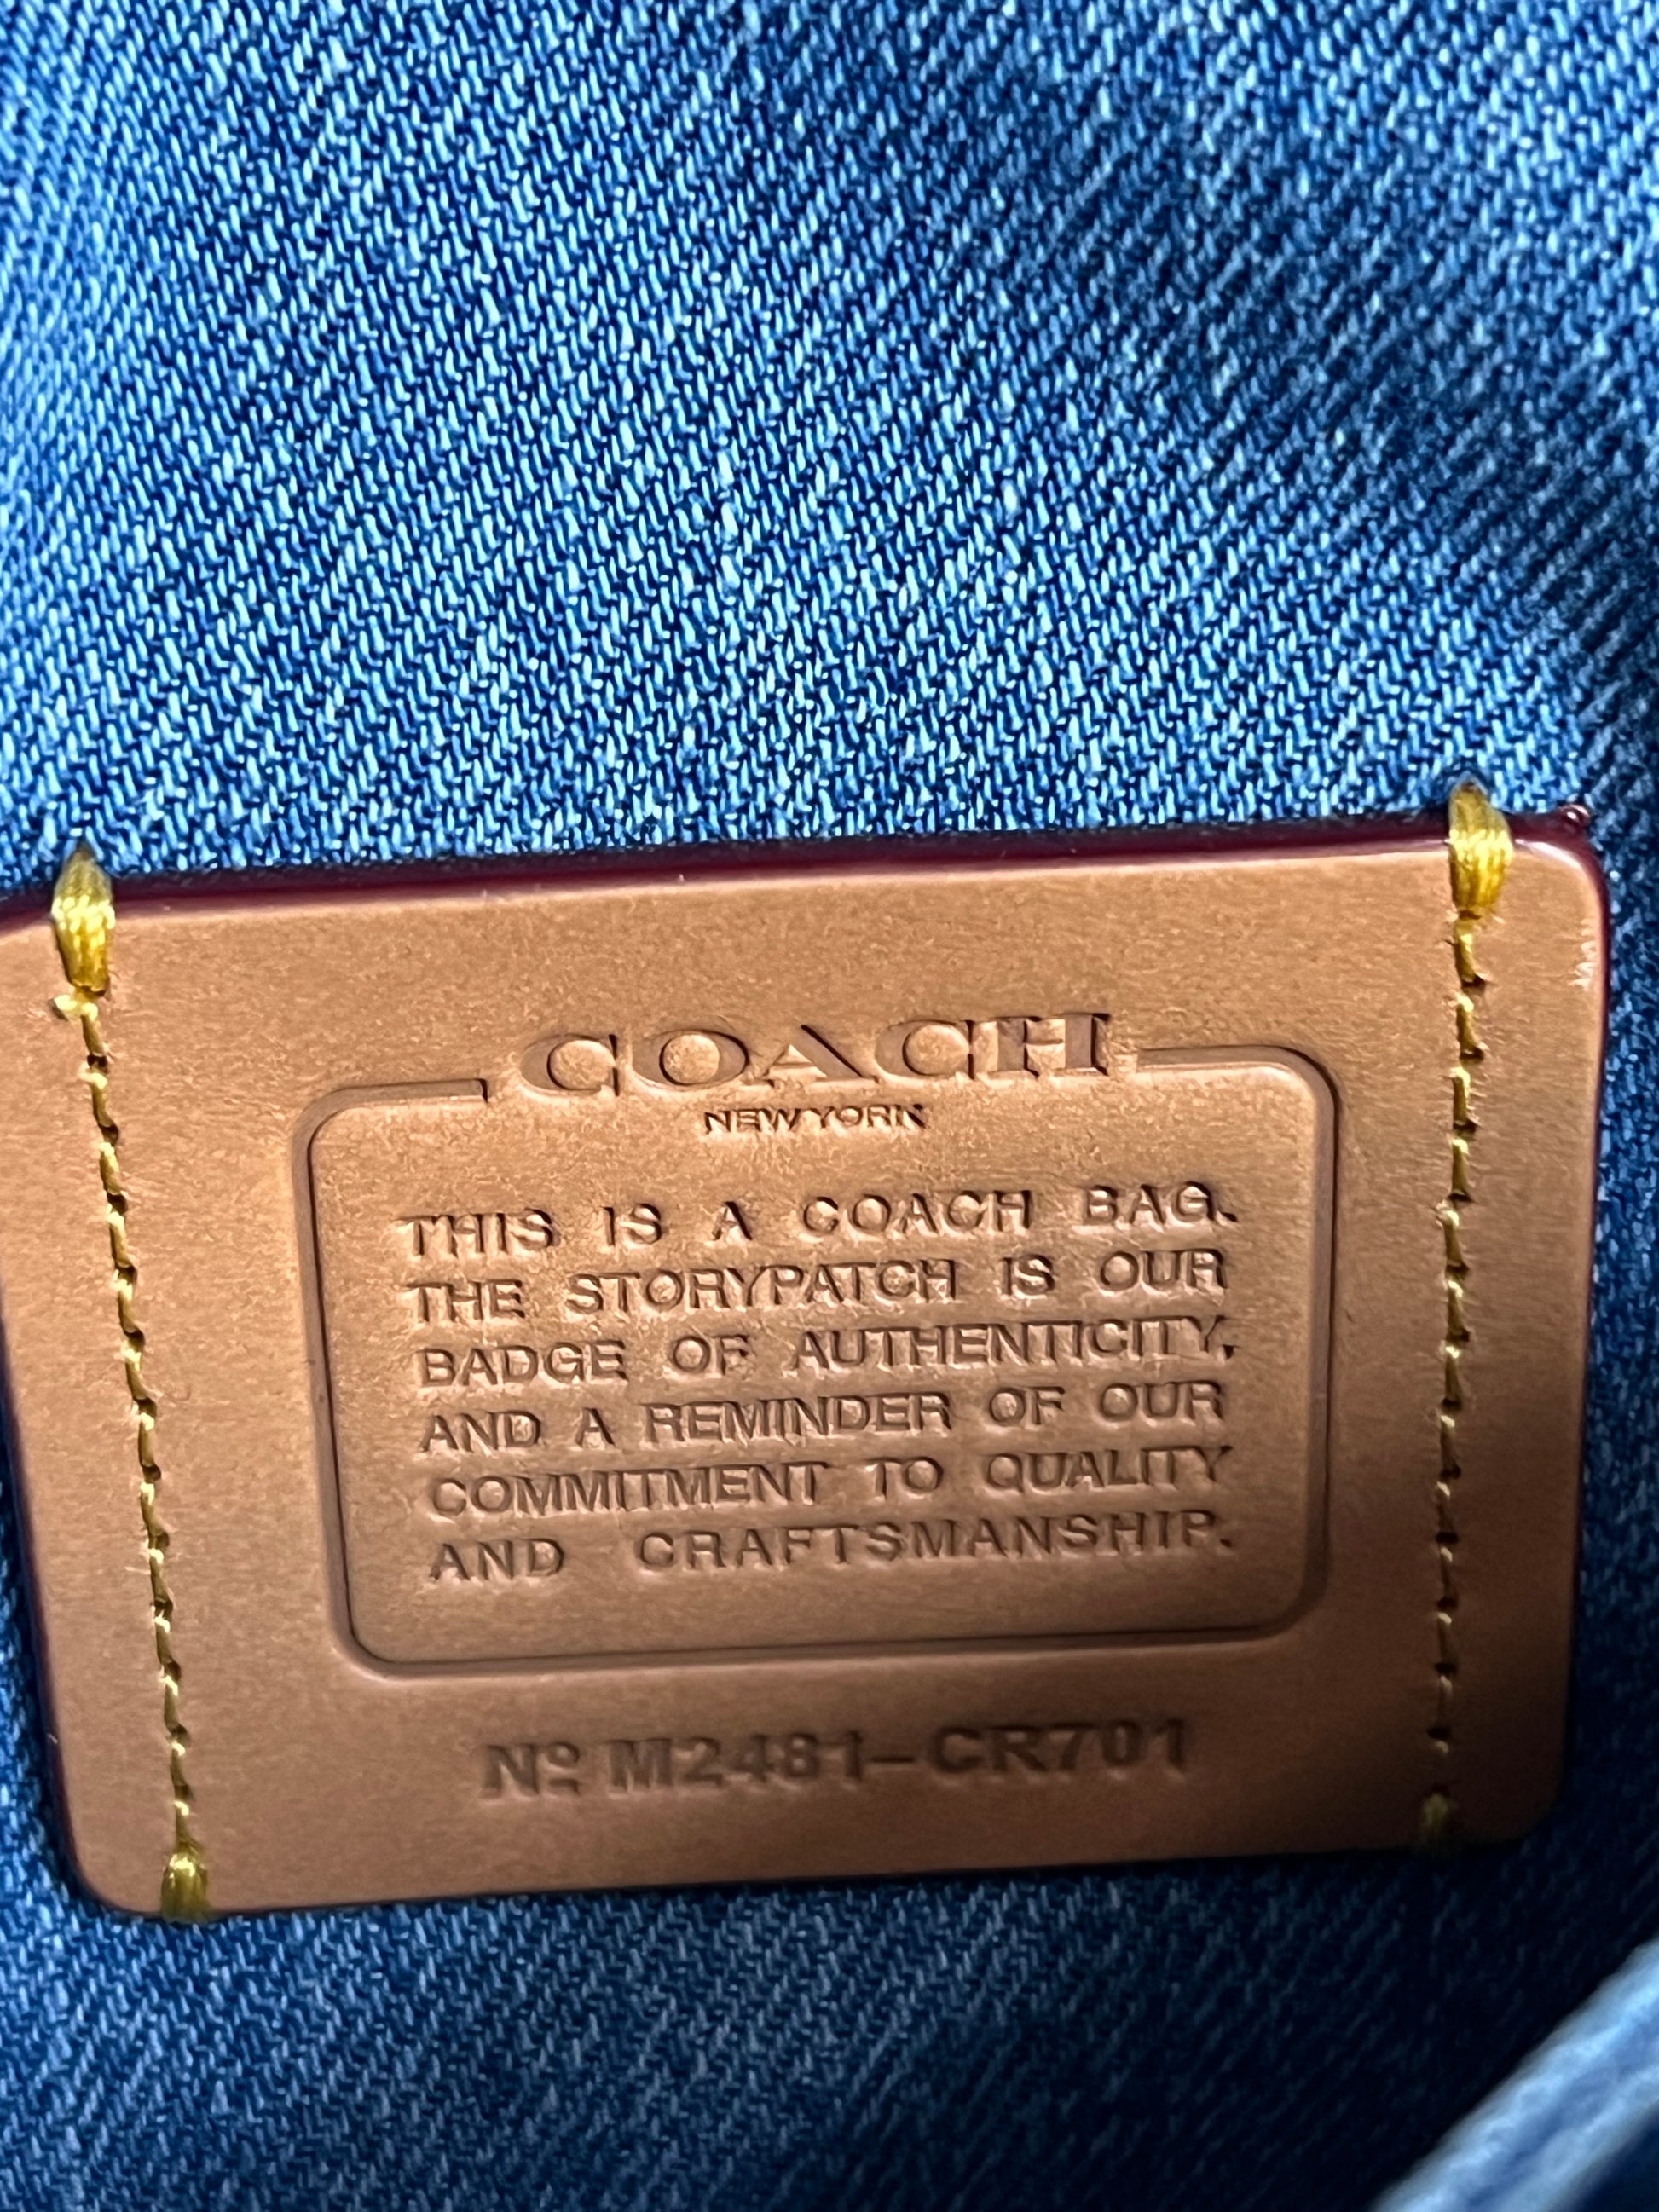 COACH
NEW YORK
THIS IS A COACH BAG.
THE STORYPATCH IS OUR
BADGE OF AUTHENTICITY,
AND A REMINDER OF OUR
COMMITMENT TO QUALITY
AND CRAFTSMANSHIP.
Nº M2481-CR701